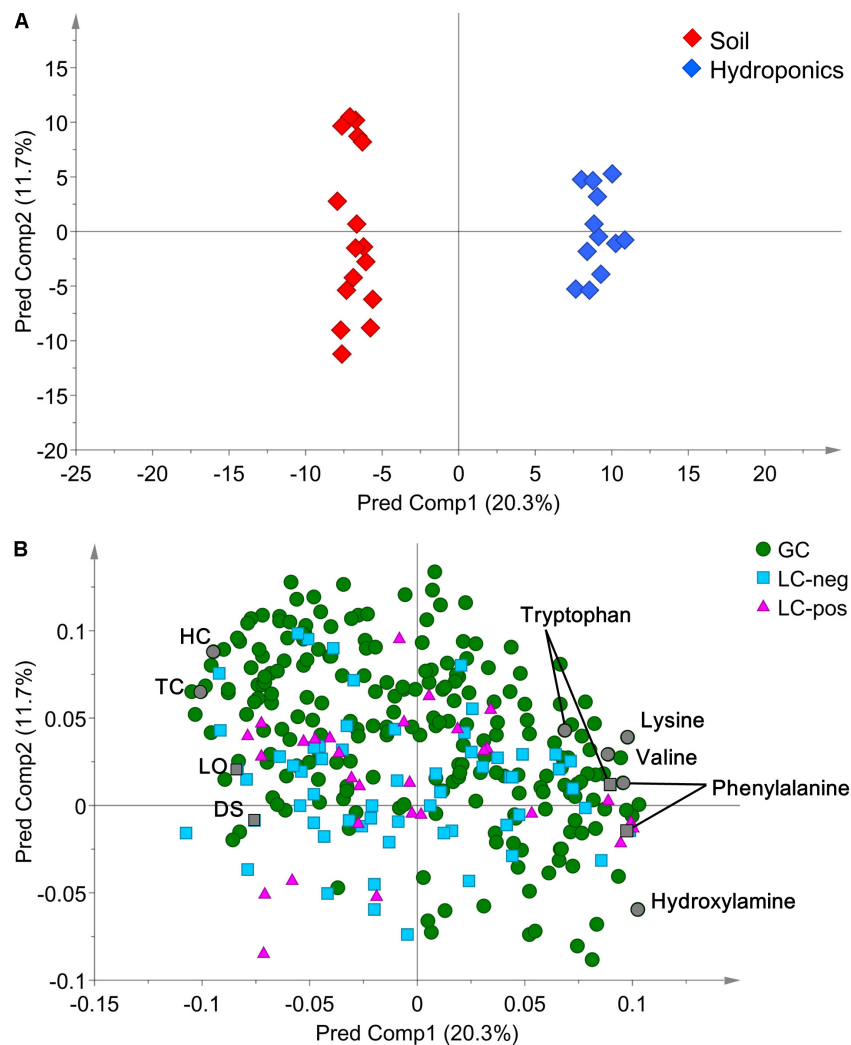 A
Soil
Hydroponics
Pred Comp2 (11.7%)
15
10
5
0
-5
-10
-15
-20
-25 -20 -15 -10 -5 0 5 10 15 20
Pred Comp1 (20.3%)
B
GC
LC-neg
LC-pos
Pred Comp2 (11.7%)
0.1
0.05
0
-0.05
-0.1
HC
TC
LO
DS
Tryptophan
Lysine
Valine
Phenylalanine
Hydroxylamine
-0.15 -0.1 -0.05 0 0.05 0.1
Pred Comp1 (20.3%)